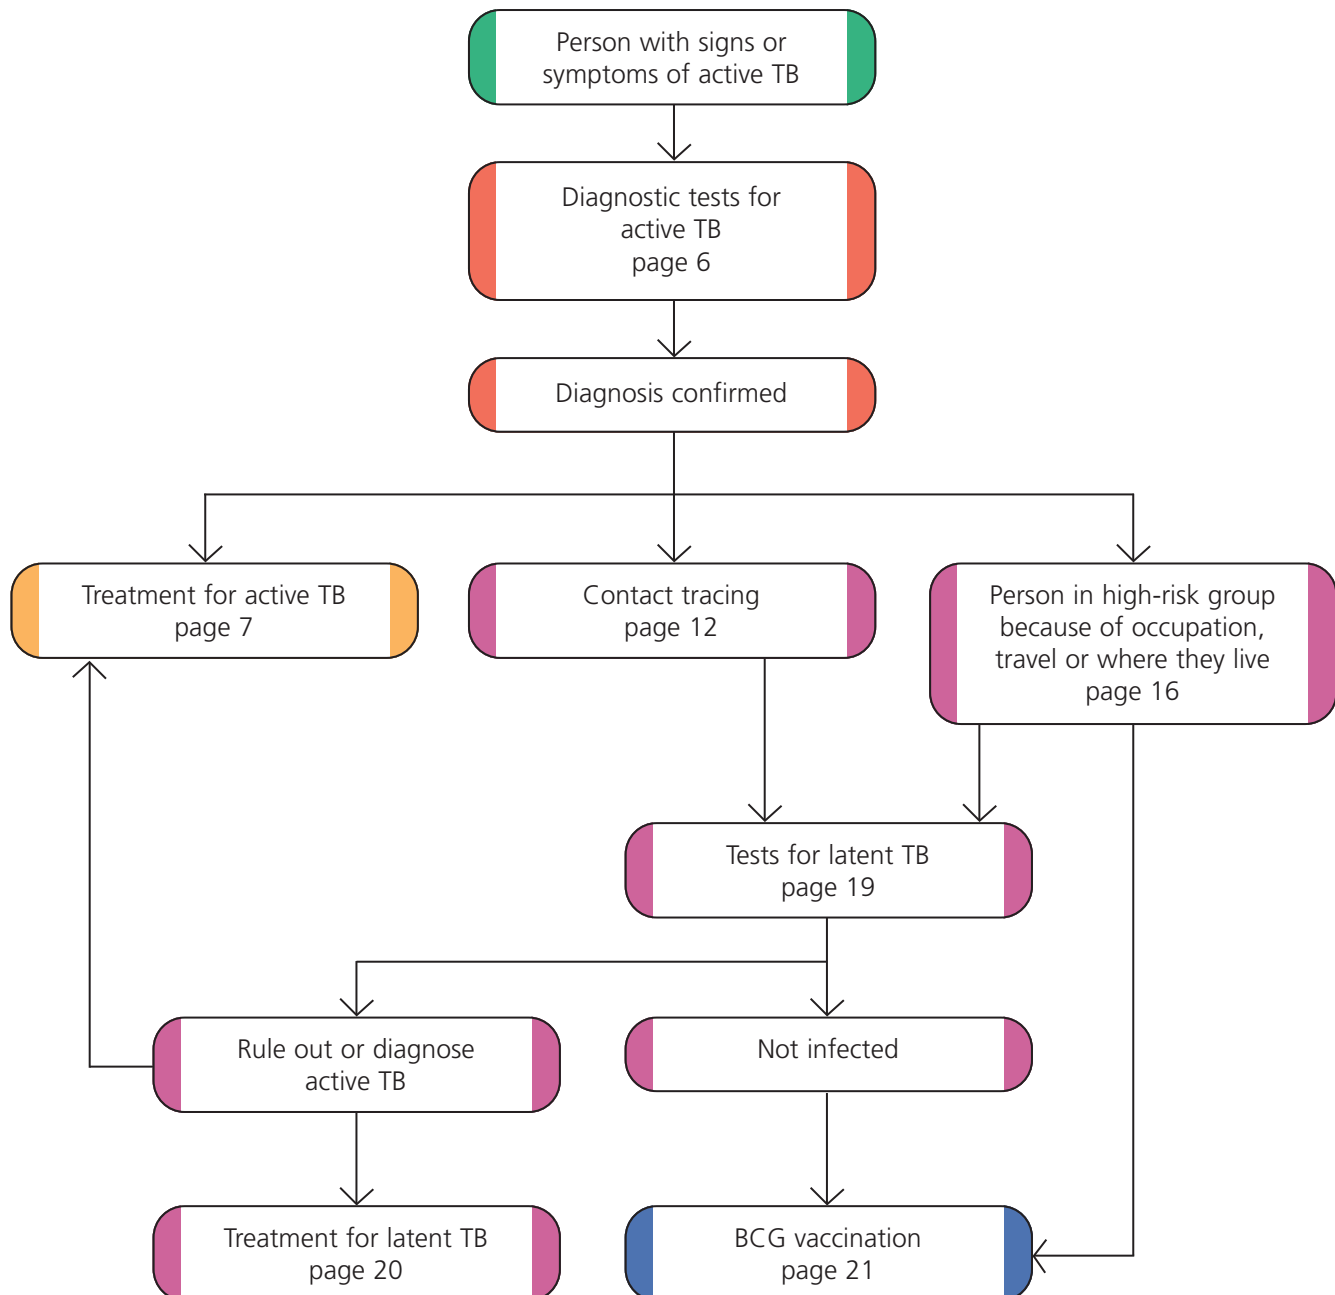 Person with signs or
symptoms of active TB
Diagnostic tests for
active TB
page 6
Diagnosis confirmed
Treatment for active TB
page 7
Contact tracing
page 12
Person in high-risk group
because of occupation,
travel or where they live
page 16
Tests for latent TB
page 19
Rule out or diagnose
active TB
Not infected
Treatment for latent TB
page 20
BCG vaccination
page 21